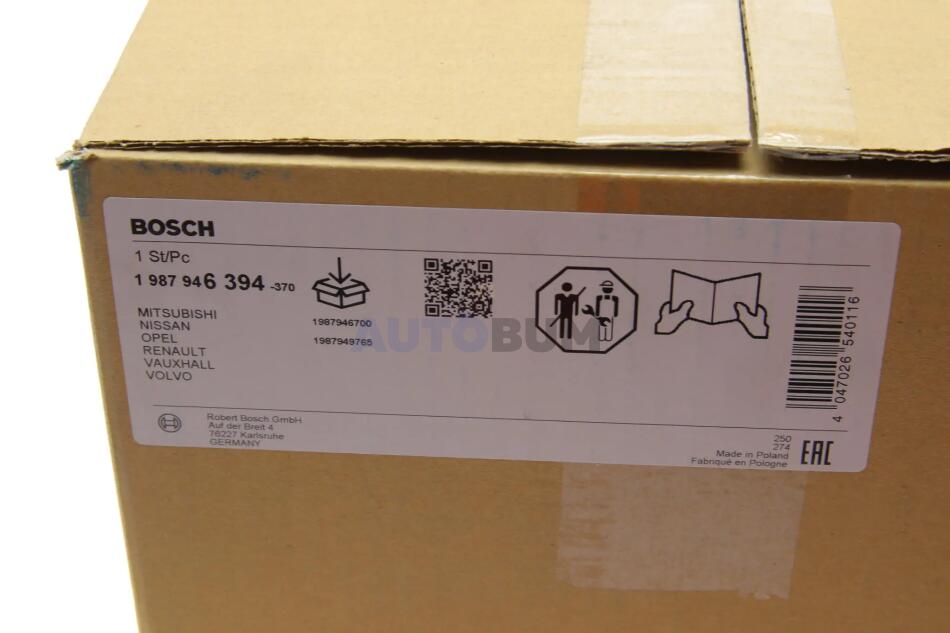 BOSCH
1 St/Pc
1 987 946 394 -370
MITSUBISHI
NISSAN
OPEL
RENAULT
VAUXHALL
VOLVO
1987946700
1987949765
AUTOBUM
4 047026 540116
Robert Bosch GmbH
Auf der Breit 4
76227 Karlsruhe
GERMANY
250
274
Made in Poland
Fabriqué en Pologne
EAC